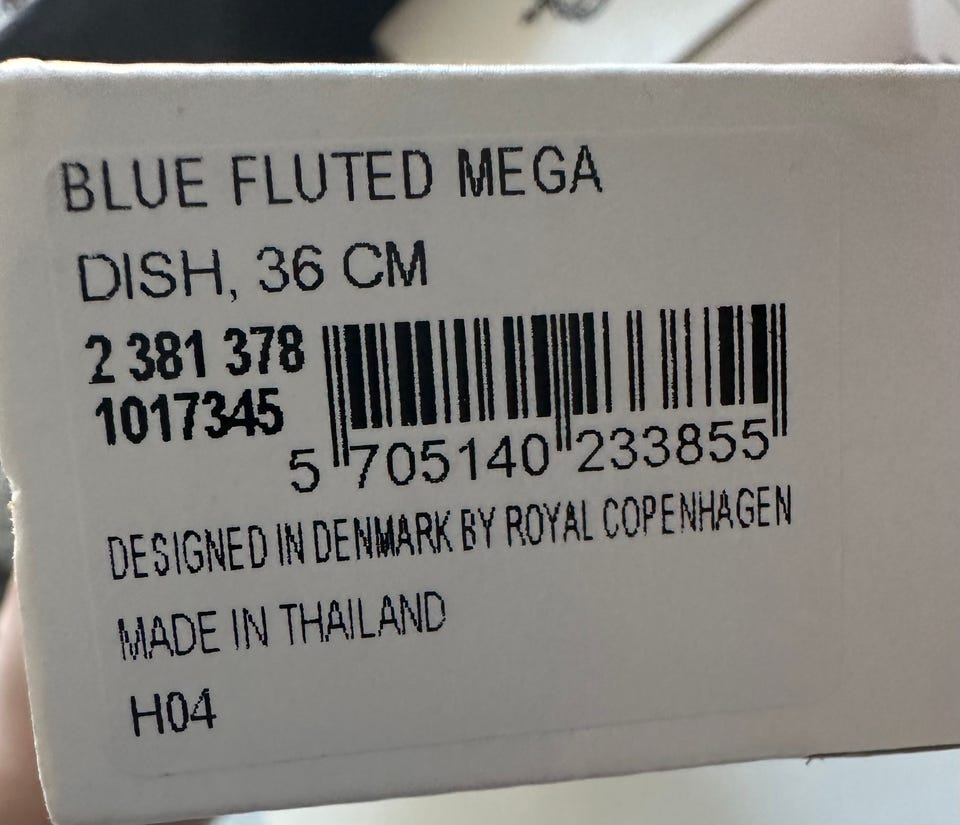 BLUE FLUTED MEGA
DISH, 36 CM
2 381 378
1017345
5 705140 233855
DESIGNED IN DENMARK BY ROYAL COPENHAGEN
MADE IN THAILAND
H04